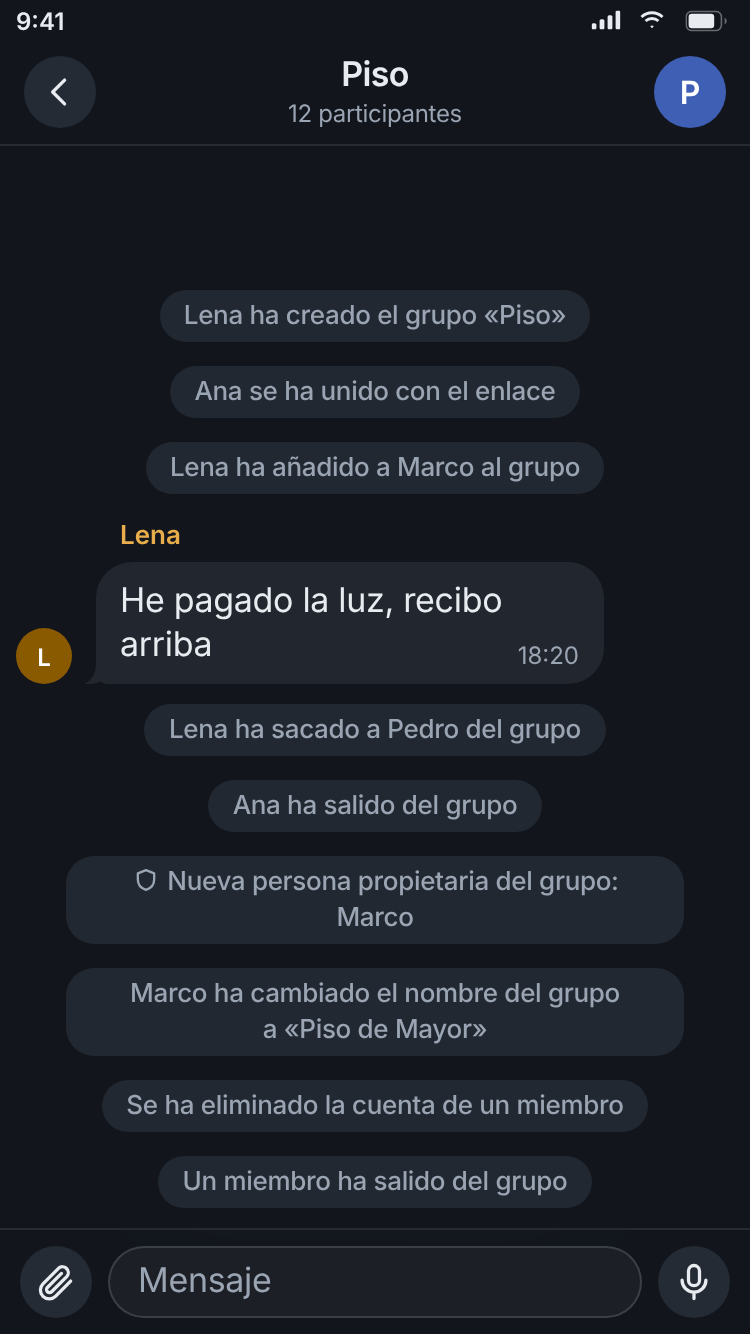 9:41
Piso
12 participantes
P
Lena ha creado el grupo «Piso»
Ana se ha unido con el enlace
Lena ha añadido a Marco al grupo
Lena
He pagado la luz, recibo
arriba
18:20
L
Lena ha sacado a Pedro del grupo
Ana ha salido del grupo
Nueva persona propietaria del grupo:
Marco
Marco ha cambiado el nombre del grupo
a «Piso de Mayor»
Se ha eliminado la cuenta de un miembro
Un miembro ha salido del grupo
Mensaje